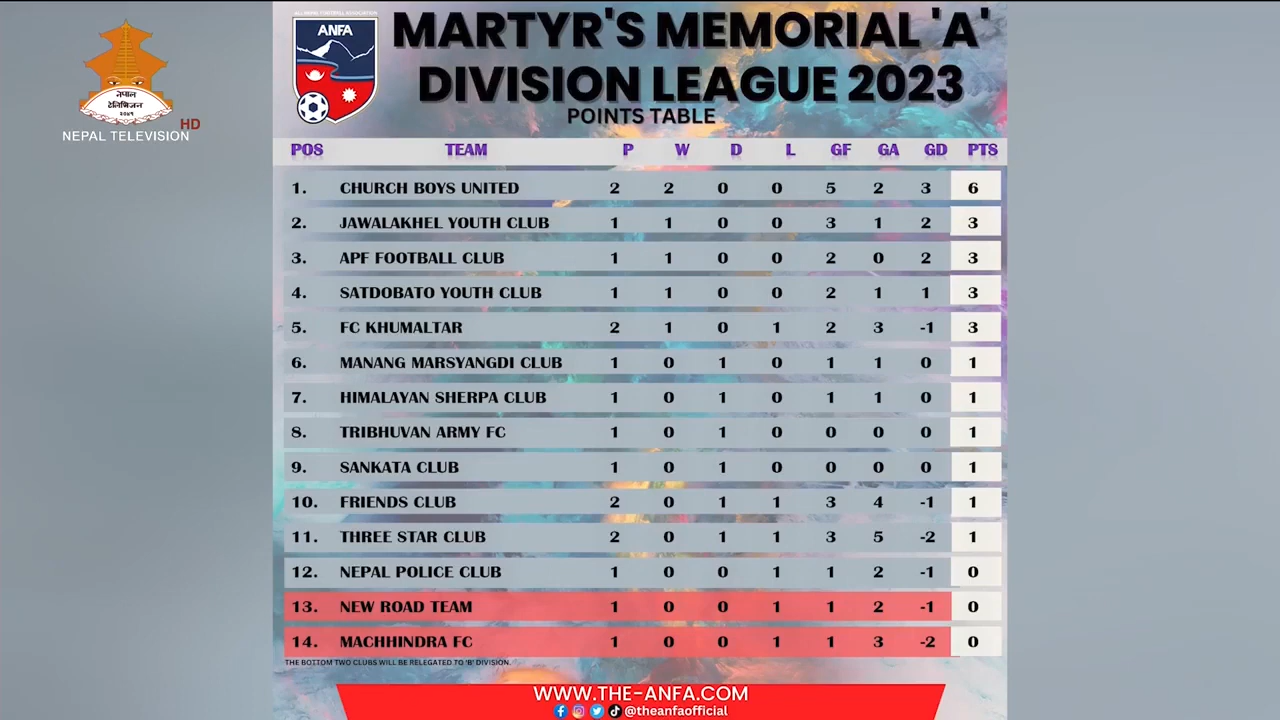 नेपाल
टेलिभिजन
२०४१
NEPAL TELEVISION HD
ALL NEPAL FOOTBALL ASSOCIATION
ANFA
MARTYR'S MEMORIAL 'A'
DIVISION LEAGUE 2023
POINTS TABLE
POS TEAM P W D L GF GA GD PTS
1. CHURCH BOYS UNITED 2 2 0 0 5 2 3 6
2. JAWALAKHEL YOUTH CLUB 1 1 0 0 3 1 2 3
3. APF FOOTBALL CLUB 1 1 0 0 2 0 2 3
4. SATDOBATO YOUTH CLUB 1 1 0 0 2 1 1 3
5. FC KHUMALTAR 2 1 0 1 2 3 -1 3
6. MANANG MARSYANGDI CLUB 1 0 1 0 1 1 0 1
7. HIMALAYAN SHERPA CLUB 1 0 1 0 1 1 0 1
8. TRIBHUVAN ARMY FC 1 0 1 0 0 0 0 1
9. SANKATA CLUB 1 0 1 0 0 0 0 1
10. FRIENDS CLUB 2 0 1 1 3 4 -1 1
11. THREE STAR CLUB 2 0 1 1 3 5 -2 1
12. NEPAL POLICE CLUB 1 0 0 1 1 2 -1 0
13. NEW ROAD TEAM 1 0 0 1 1 2 -1 0
14. MACHHINDRA FC 1 0 0 1 1 3 -2 0
THE BOTTOM TWO CLUBS WILL BE RELEGATED TO 'B' DIVISION.
WWW.THE-ANFA.COM
@theanfaofficial